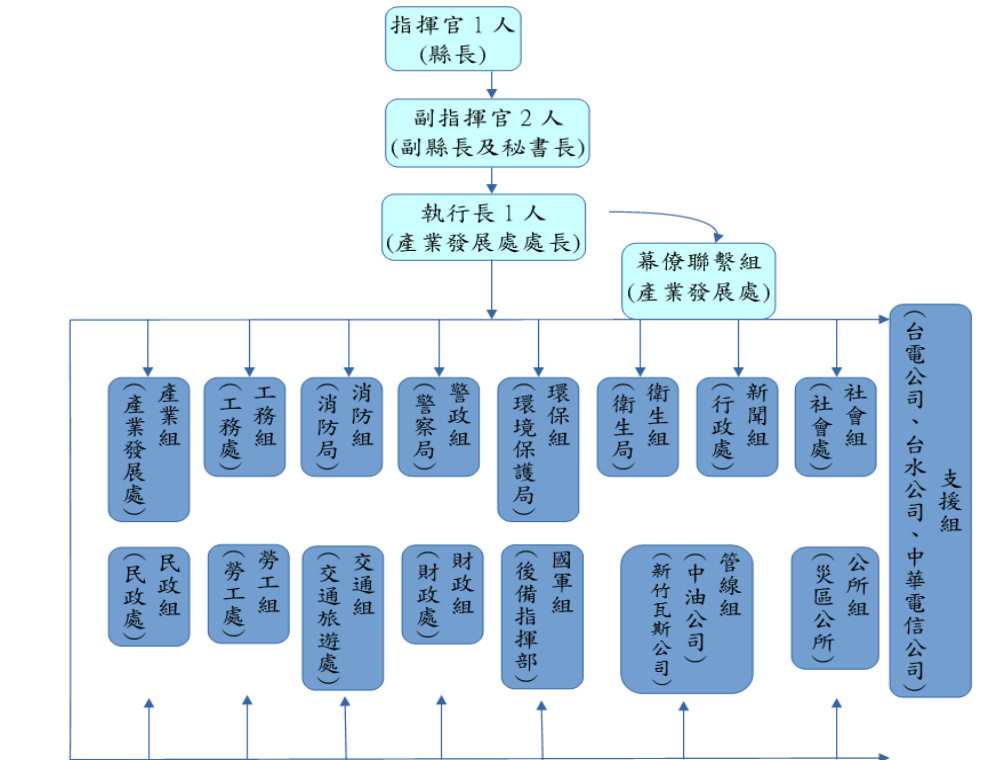 指揮官1人
(縣長)
副指揮官2人
(副縣長及秘書長)
執行長1人
(產業發展處處長)
幕僚聯繫組
(產業發展處)
產業組
(產業發展處)
工務組
(工務處)
消防組
(消防局)
警政組
(警察局)
環保組
(環境保護局)
衛生組
(衛生局)
新聞組
(行政處)
社會組
(社會處)
支援組
(台電公司、台水公司、中華電信公司)
民政組
(民政處)
勞工組
(勞工處)
交通組
(交通旅遊處)
財政組
(財政處)
國軍組
(後備指揮部)
管線組
(中油公司)
(新竹瓦斯公司)
公所組
(災區公所)